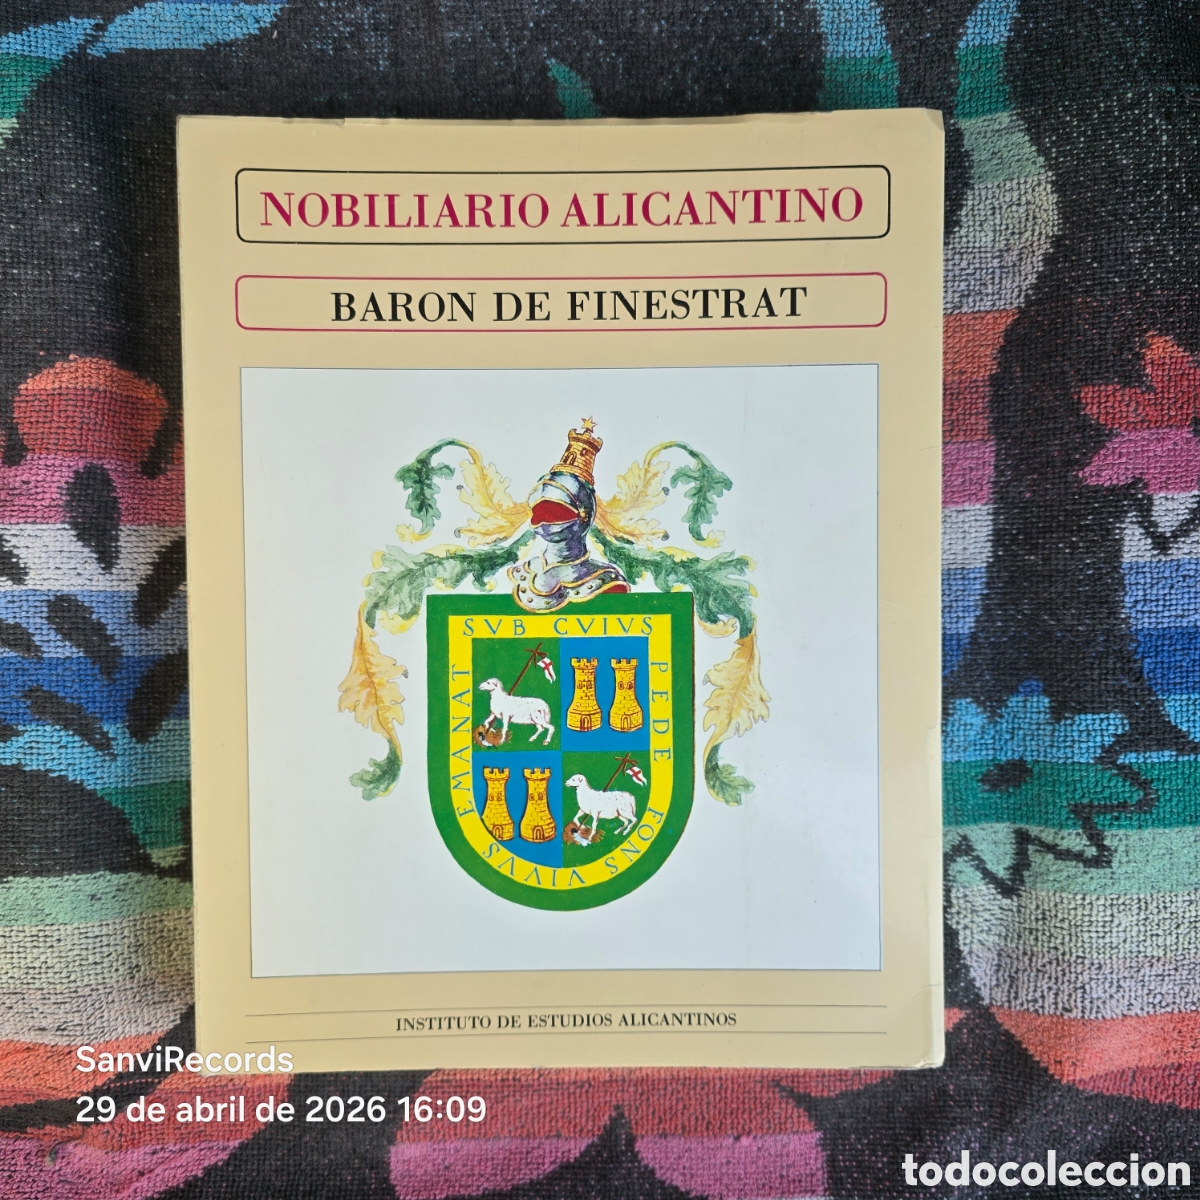 NOBILIARIO ALICANTINO
BARON DE FINESTRAT
SVB CVIVS
PEDE
FONS
VIVVS
EMANAT
INSTITUTO DE ESTUDIOS ALICANTINOS
SanviRecords
29 de abril de 2026 16:09
todocoleccion